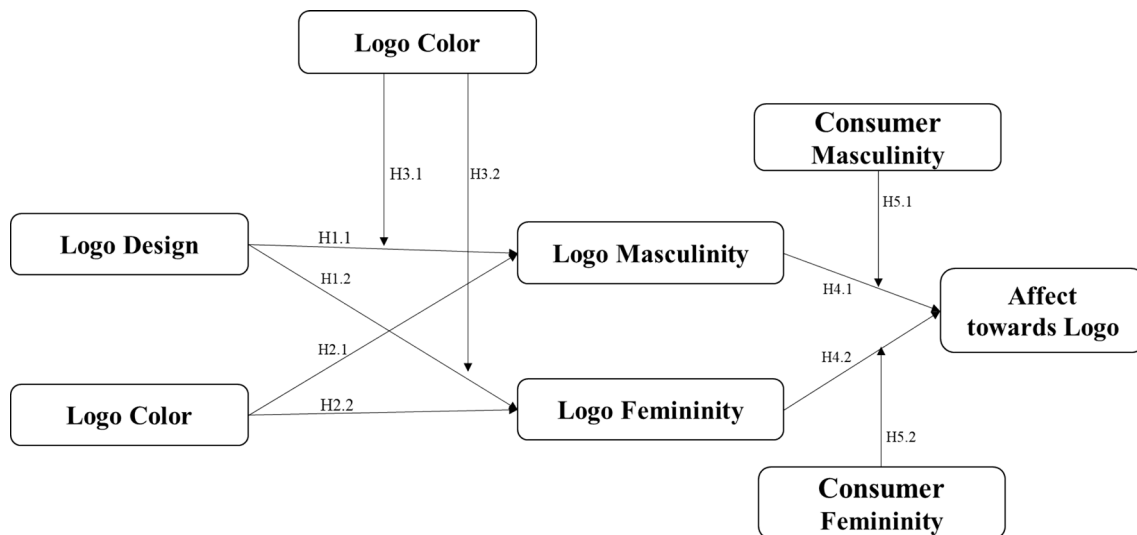 Logo Color
Consumer
Masculinity
H3.1
H3.2
H5.1
Logo Design
H1.1
Logo Masculinity
H1.2
H4.1
Affect
towards Logo
H2.1
H4.2
Logo Color
H2.2
Logo Femininity
H5.2
Consumer
Femininity